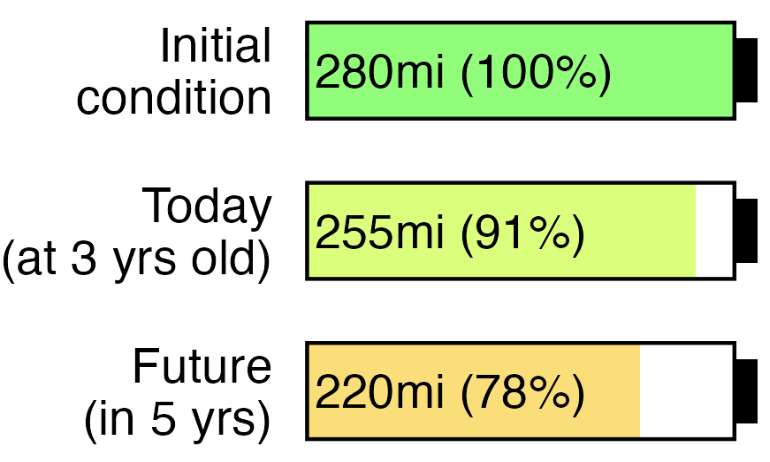 Initial
condition
280mi (100%)
Today
(at 3 yrs old)
255mi (91%)
Future
(in 5 yrs)
220mi (78%)